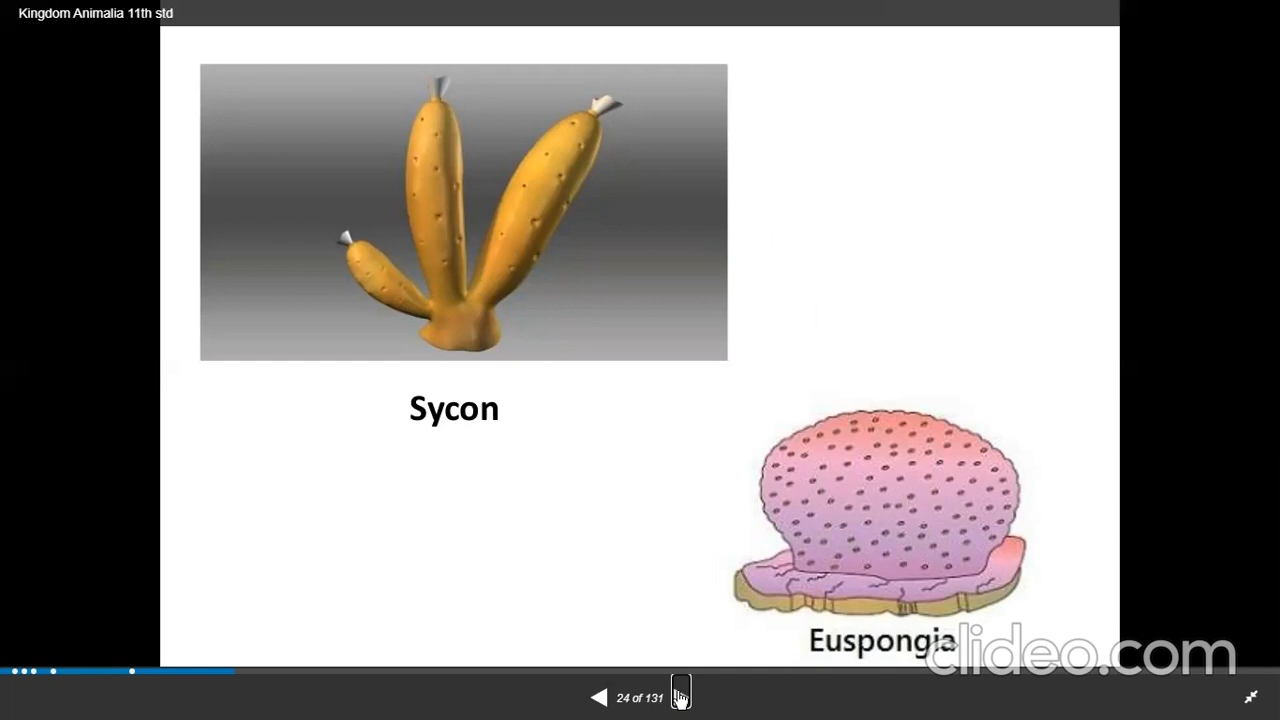 Kingdom Animalia 11th std
Sycon
Euspongia
clideo.com
24 of 131